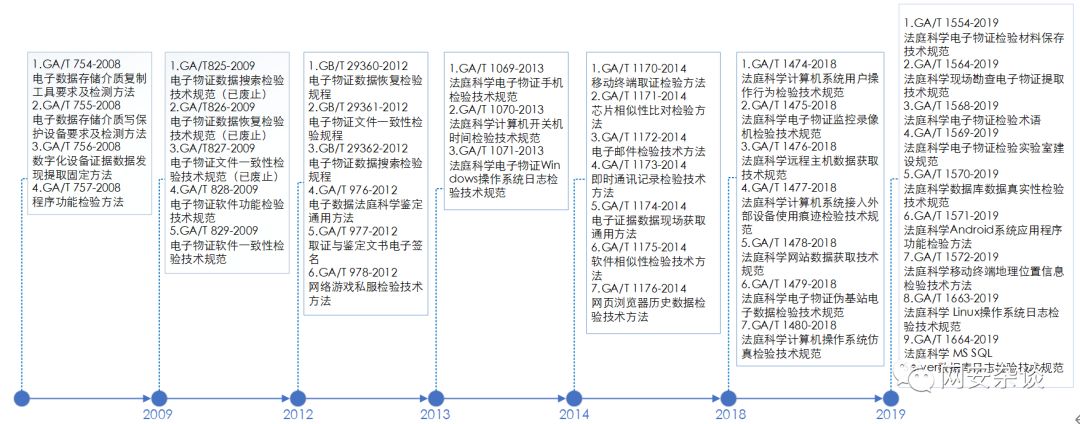 1.GA/T 754-2008
电子数据存储介质复制
工具要求及检测方法
2.GA/T 755-2008
电子数据存储介质写保
护设备要求及检测方法
3.GA/T 756-2008
数字化设备证据数据发
现提取固定方法
4.GA/T 757-2008
程序功能检验方法
1.GA/T825-2009
电子物证数据搜索检验
技术规范（已废止）
2.GA/T826-2009
电子物证数据恢复检验
技术规范（已废止）
3.GA/T827-2009
电子物证文件一致性检
验技术规范（已废止）
4.GA/T 828-2009
电子物证软件功能检验
技术规范
5.GA/T 829-2009
电子物证软件一致性检
验技术规范
1.GB/T 29360-2012
电子物证数据恢复检验
规程
2.GB/T 29361-2012
电子物证文件一致性检
验规程
3.GB/T 29362-2012
电子物证数据搜索检验
规程
4.GA/T 976-2012
电子数据法庭科学鉴定
通用方法
5.GA/T 977-2012
取证与鉴定文书电子签
名
6.GA/T 978-2012
网络游戏私服检验技术
方法
1.GA/T 1069-2013
法庭科学电子物证手机
检验技术规范
2.GA/T 1070-2013
法庭科学计算机开关机
时间检验技术规范
3.GA/T 1071-2013
法庭科学电子物证Win
dows操作系统日志检
验技术规范
1.GA/T 1170-2014
移动终端取证检验方法
2.GA/T 1171-2014
芯片相似性比对检验方
法
3.GA/T 1172-2014
电子邮件检验技术方法
4.GA/T 1173-2014
即时通讯记录检验技术
方法
5.GA/T 1174-2014
电子证据数据现场获取
通用方法
6.GA/T 1175-2014
软件相似性检验技术方
法
7.GA/T 1176-2014
网页浏览器历史数据检
验技术方法
1.GA/T 1474-2018
法庭科学计算机系统用户操
作行为检验技术规范
2.GA/T 1475-2018
法庭科学电子物证监控录像
机检验技术规范
3.GA/T 1476-2018
法庭科学远程主机数据获取
技术规范
4.GA/T 1477-2018
法庭科学计算机系统接入外
部设备使用痕迹检验技术规
范
5.GA/T 1478-2018
法庭科学网站数据获取技术
规范
6.GA/T 1479-2018
法庭科学电子物证伪基站电
子数据检验技术规范
7.GA/T 1480-2018
法庭科学计算机操作系统仿
真检验技术规范
1.GA/T 1554-2019
法庭科学电子物证检验材料保存
技术规范
2.GA/T 1564-2019
法庭科学现场勘查电子物证提取
技术规范
3.GA/T 1568-2019
法庭科学电子物证检验术语
4.GA/T 1569-2019
法庭科学电子物证检验实验室建
设规范
5.GA/T 1570-2019
法庭科学数据库数据真实性检验
技术规范
6.GA/T 1571-2019
法庭科学Android系统应用程序
功能检验方法
7.GA/T 1572-2019
法庭科学移动终端地理位置信息
检验技术方法
8.GA/T 1663-2019
法庭科学 Linux操作系统日志检
验技术规范
9.GA/T 1664-2019
法庭科学 MS SQL
ver数据库日志检验技术规范
网安杂谈
2009
2012
2013
2014
2018
2019